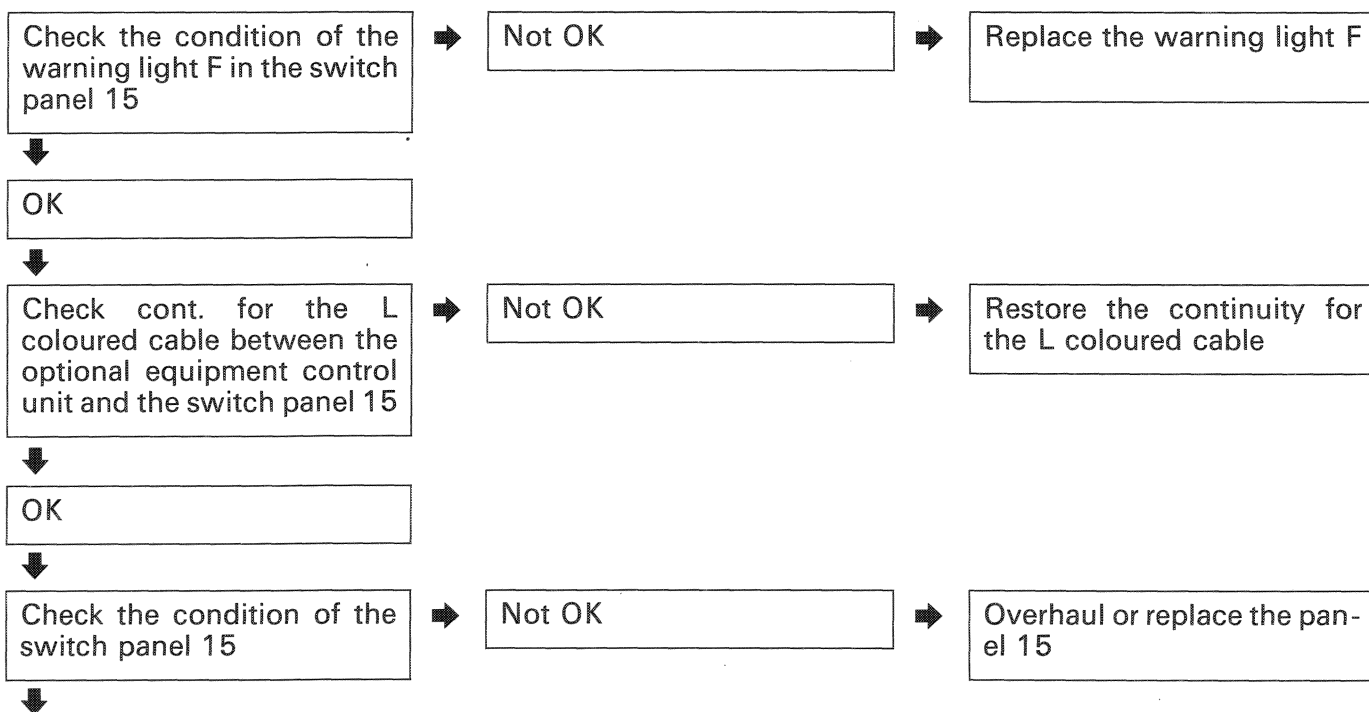 Check the condition of the
warning light F in the switch
panel 15
Not OK
Replace the warning light F
OK
Check cont. for the L
coloured cable between the
optional equipment control
unit and the switch panel 15
Not OK
Restore the continuity for
the L coloured cable
OK
Check the condition of the
switch panel 15
Not OK
Overhaul or replace the pan-
el 15